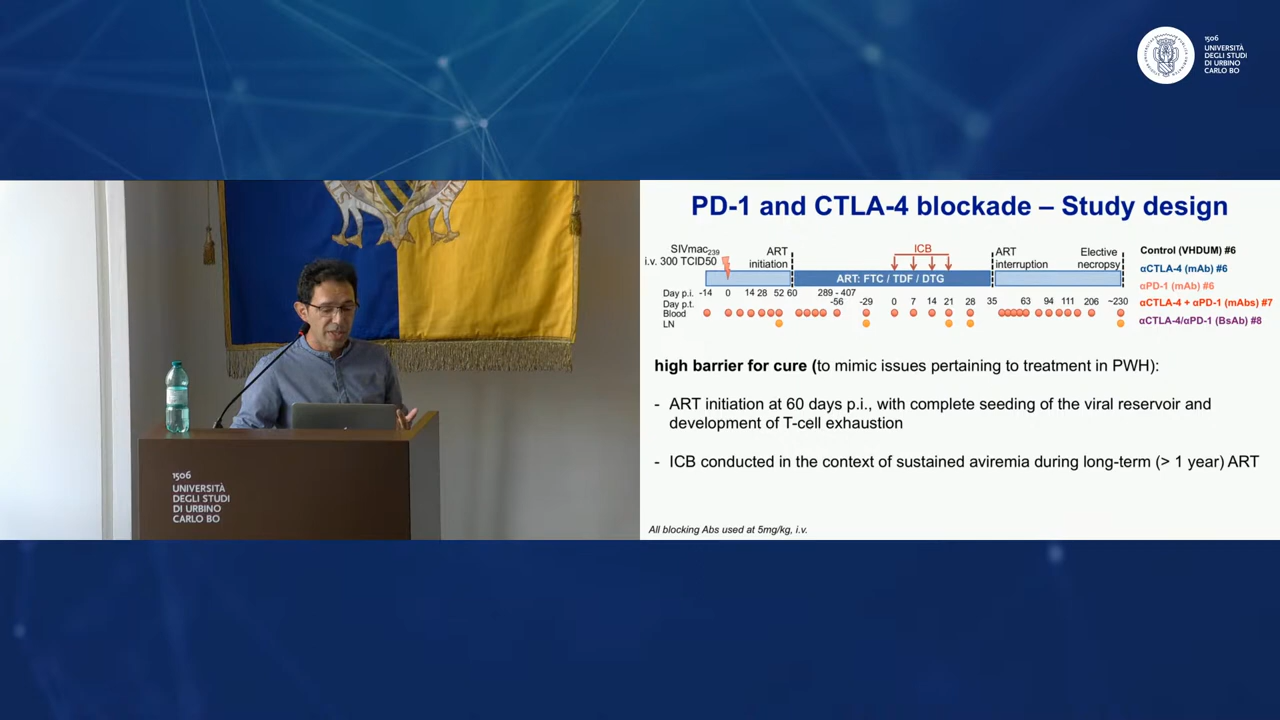 1506
UNIVERSITÀ
DEGLI STUDI
DI URBINO
CARLO BO
PD-1 and CTLA-4 blockade – Study design
SIVmac239
i.v. 300 TCID50
ART
initiation
ICB
ART
interruption
Elective
necropsy
ART: FTC / TDF / DTG
Day p.i. -14 0 14 28 52 60 289 - 407
Day p.t. -56 -29 0 7 14 21 28 35 63 94 111 206 ~230
Blood
LN
Control (VHDUM) #6
αCTLA-4 (mAb) #6
αPD-1 (mAb) #6
αCTLA-4 + αPD-1 (mAbs) #7
αCTLA-4/αPD-1 (BsAb) #8
high barrier for cure (to mimic issues pertaining to treatment in PWH):
- ART initiation at 60 days p.i., with complete seeding of the viral reservoir and
development of T-cell exhaustion
- ICB conducted in the context of sustained aviremia during long-term (> 1 year) ART
All blocking Abs used at 5mg/kg, i.v.
1506
UNIVERSITÀ
DEGLI STUDI
DI URBINO
CARLO BO